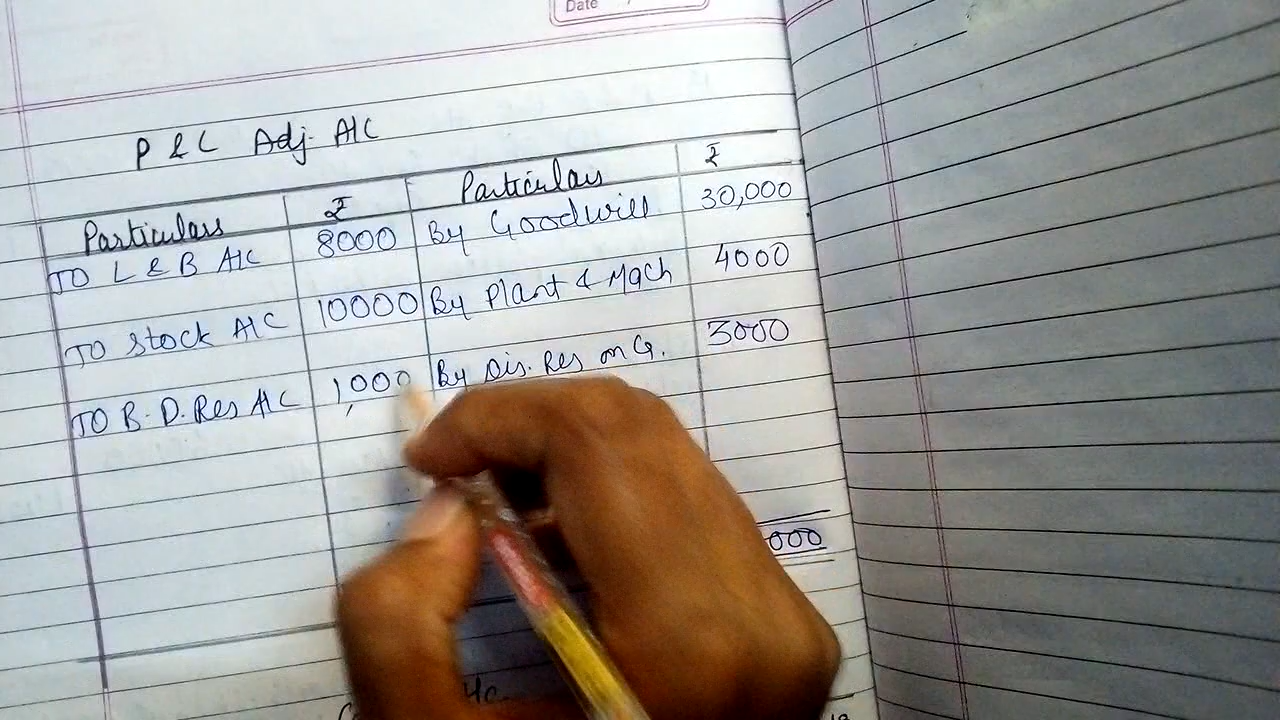 Date
P & L Adj. A/C
Particulars ₹ Particulars ₹
TO L & B A/C 8000 By Goodwill 30,000
TO Stock A/C 10000 By Plant & Mach 4000
TO B.D. Res A/C 1,000 By Dis. Res on G. 3000
000